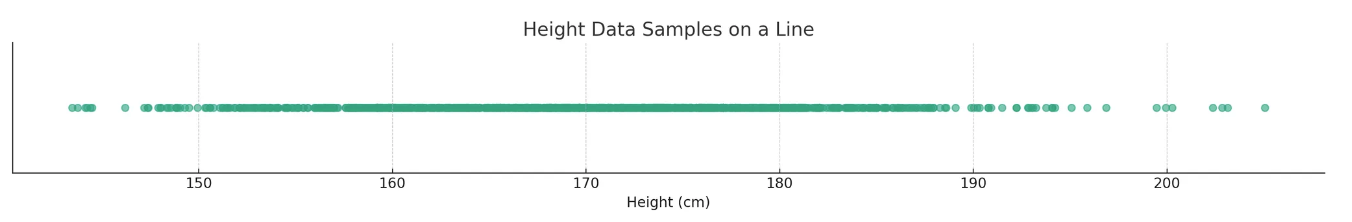 Height Data Samples on a Line
150 160 170 180 190 200
Height (cm)